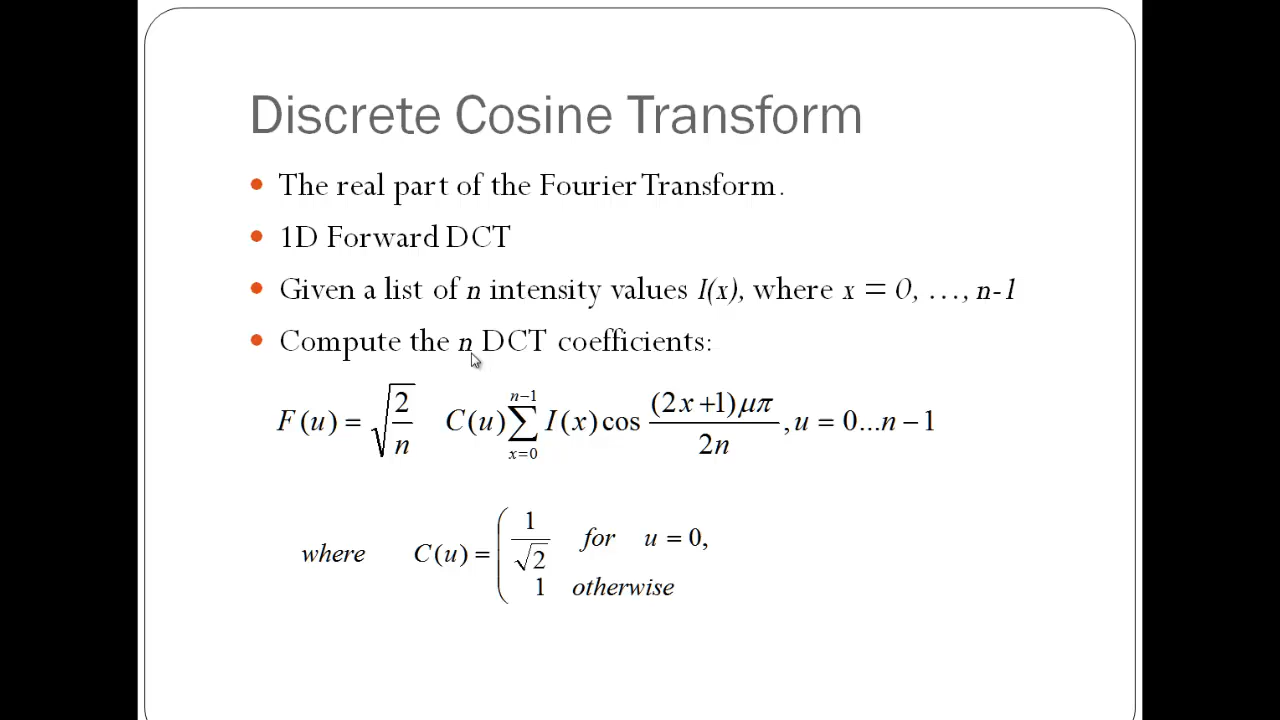 Discrete Cosine Transform
• The real part of the Fourier Transform.
• 1D Forward DCT
• Given a list of n intensity values I(x), where x = 0, …, n-1
• Compute the n DCT coefficients:
F(u) = √(2/n) C(u) ∑_{x=0}^{n−1} I(x) cos (2x+1)μπ / 2n , u = 0...n − 1
where C(u) = ( 1/√2 for u = 0,
1 otherwise